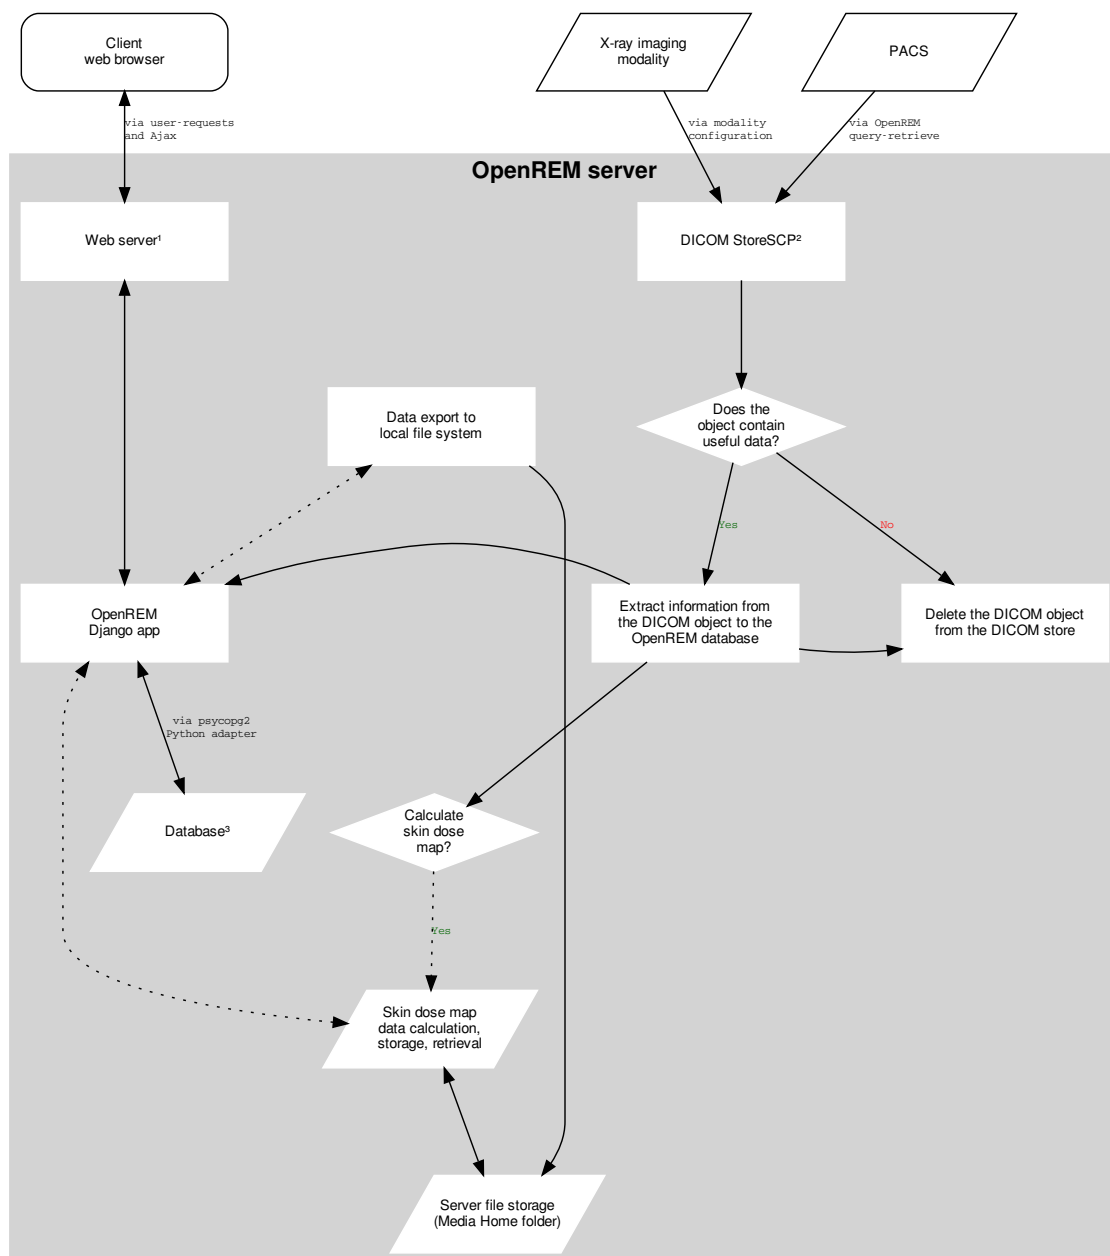 Client
web browser
X-ray imaging
modality
PACS
via user-requests
and Ajax
via modality
configuration
via OpenREM
query-retrieve
OpenREM server
Web server¹
DICOM StoreSCP²
Data export to
local file system
Does the
object contain
useful data?
Yes
No
OpenREM
Django app
Extract information from
the DICOM object to the
OpenREM database
Delete the DICOM object
from the DICOM store
via psycopg2
Python adapter
Database³
Calculate
skin dose
map?
Yes
Skin dose map
data calculation,
storage, retrieval
Server file storage
(Media Home folder)